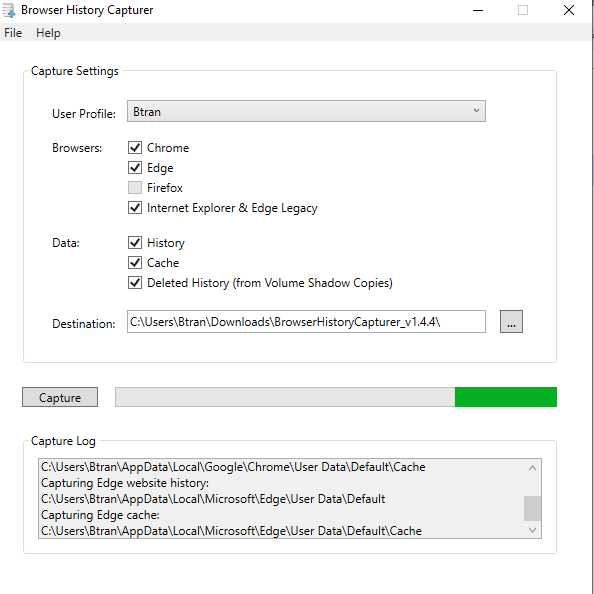 Browser History Capturer
File Help
Capture Settings
User Profile: Btran
Browsers: Chrome
Edge
Firefox
Internet Explorer & Edge Legacy
Data: History
Cache
Deleted History (from Volume Shadow Copies)
Destination: C:\Users\Btran\Downloads\BrowserHistoryCapturer_v1.4.4\ ...
Capture
Capture Log
C:\Users\Btran\AppData\Local\Google\Chrome\User Data\Default\Cache
Capturing Edge website history:
C:\Users\Btran\AppData\Local\Microsoft\Edge\User Data\Default
Capturing Edge cache:
C:\Users\Btran\AppData\Local\Microsoft\Edge\User Data\Default\Cache